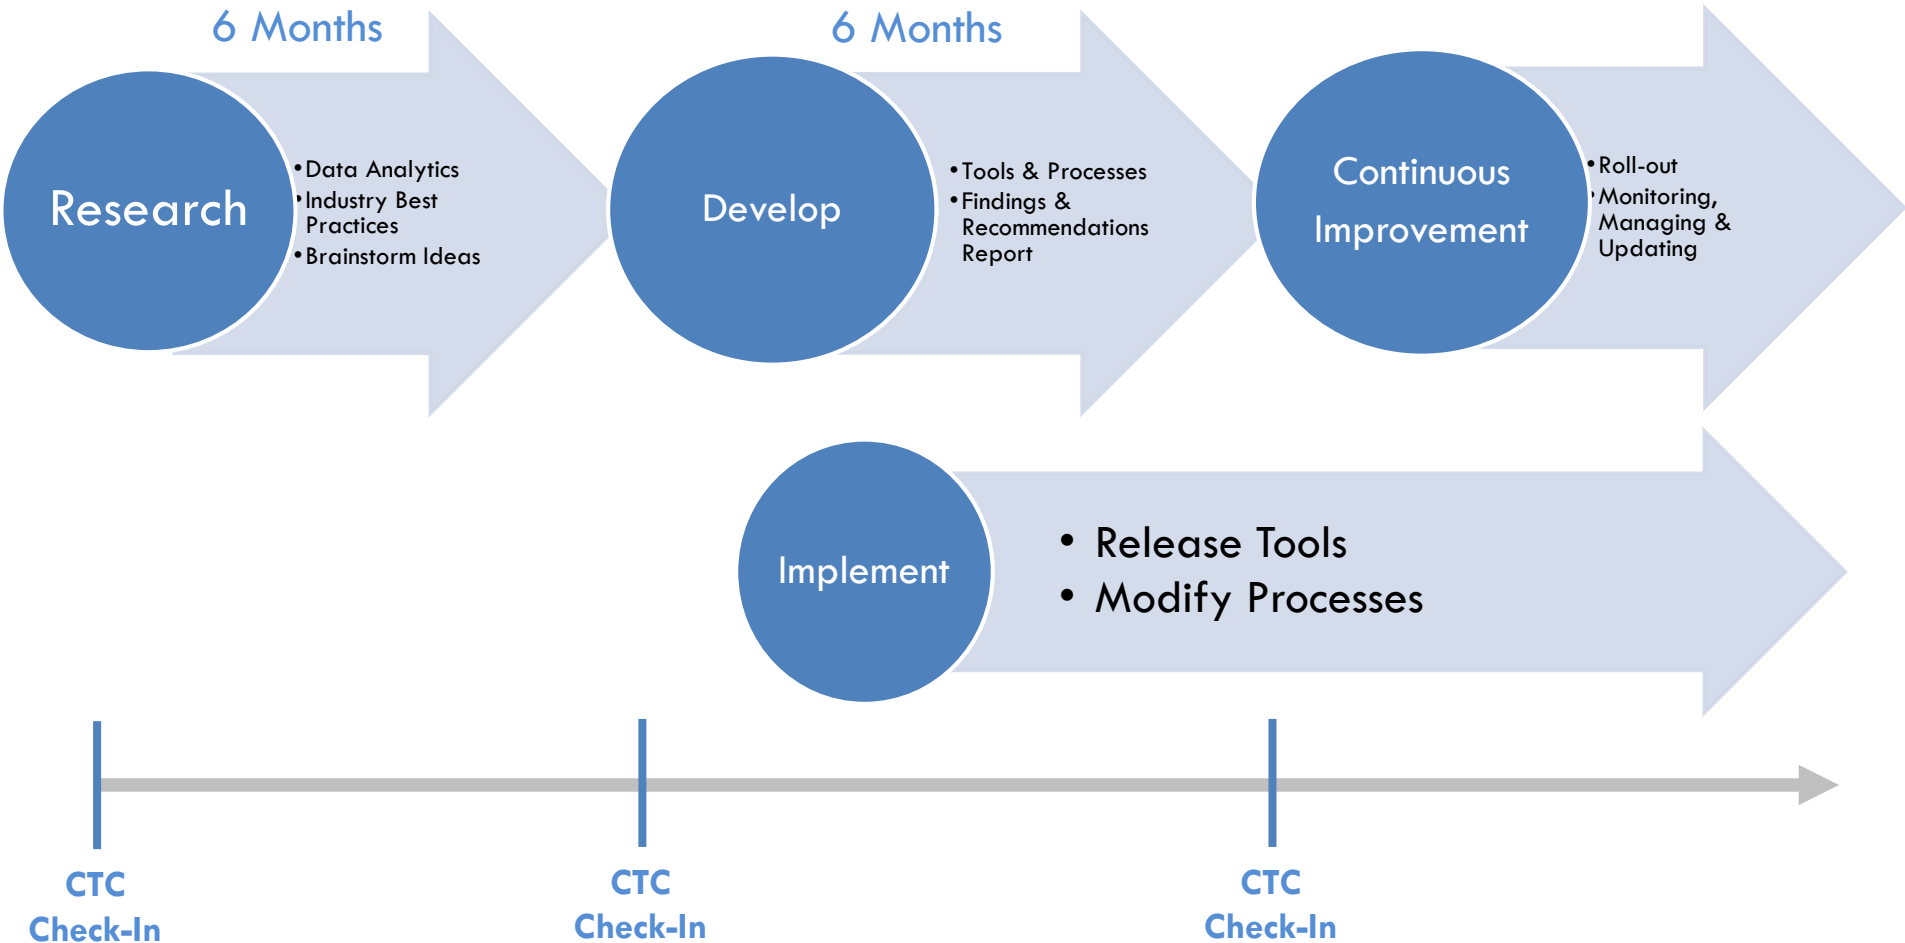 6 Months
6 Months
Research
•Data Analytics
•Industry Best
Practices
•Brainstorm Ideas
Develop
•Tools & Processes
•Findings &
Recommendations
Report
Continuous
Improvement
•Roll-out
•Monitoring,
Managing &
Updating
Implement
• Release Tools
• Modify Processes
CTC
Check-In
CTC
Check-In
CTC
Check-In